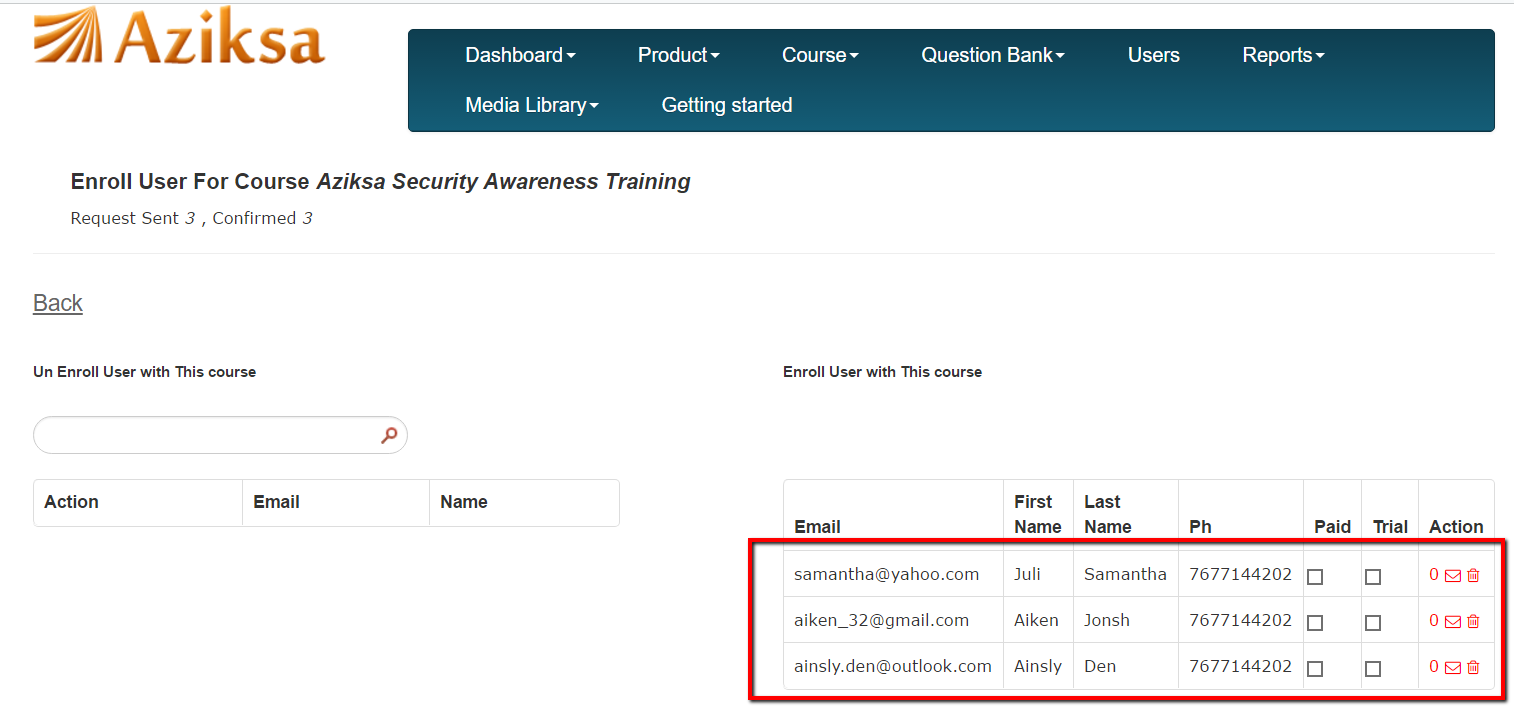 Aziksa
Dashboard Product Course Question Bank Users Reports
Media Library Getting started
Enroll User For Course Aziksa Security Awareness Training
Request Sent 3 , Confirmed 3
Back
Un Enroll User with This course
Action Email Name
Enroll User with This course
Email First Name Last Name Ph Paid Trial Action
samantha@yahoo.com Juli Samantha 7677144202 0
aiken_32@gmail.com Aiken Jonsh 7677144202 0
ainsly.den@outlook.com Ainsly Den 7677144202 0